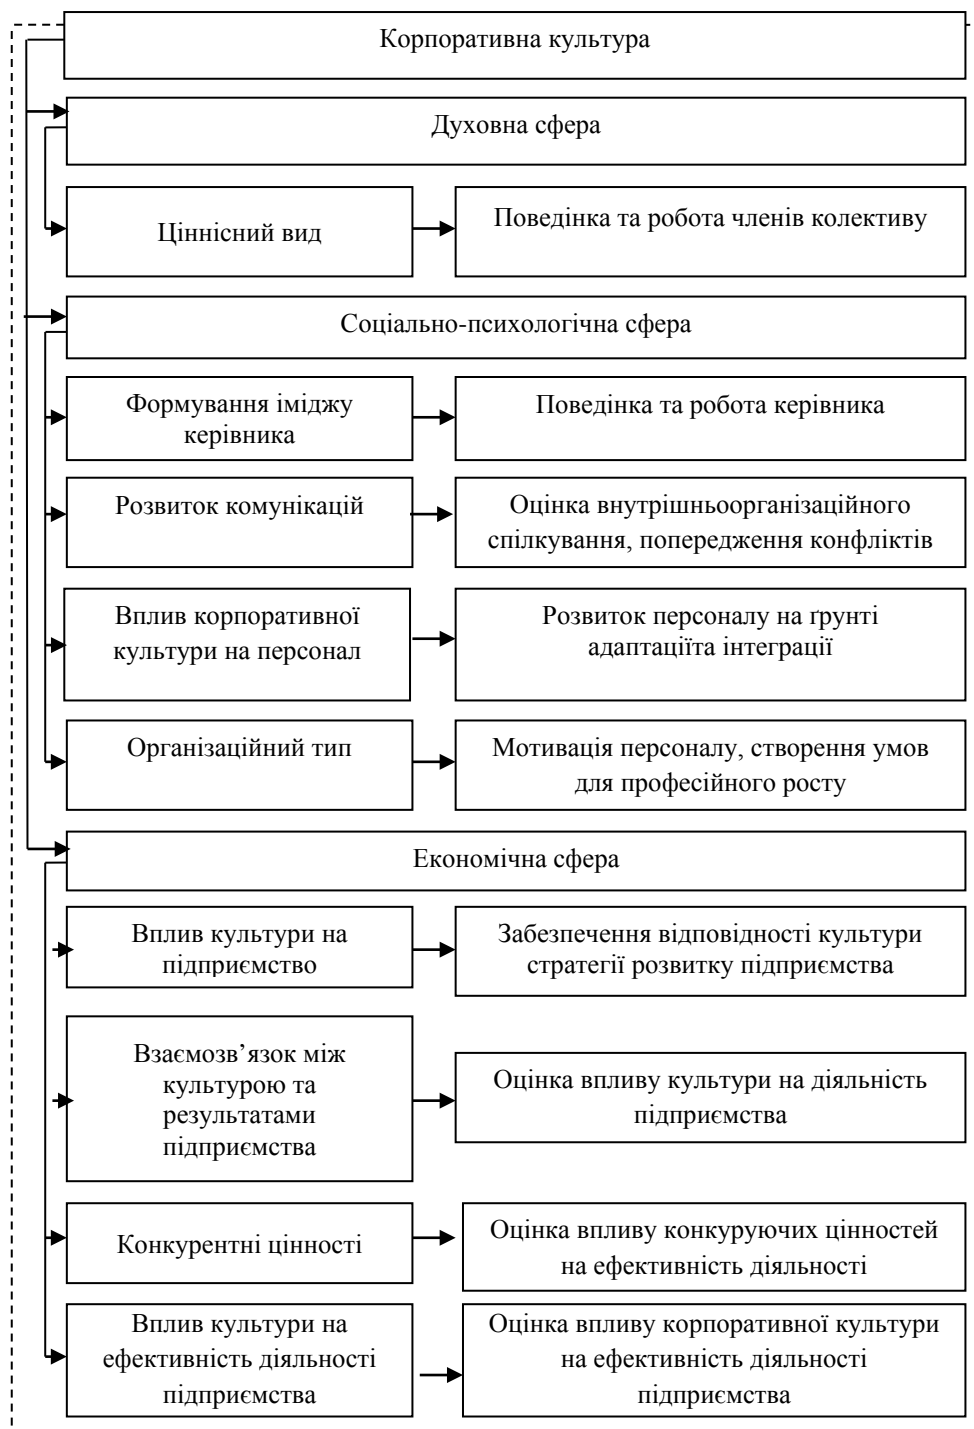 Корпоративна культура
Духовна сфера
Ціннісний вид
Поведінка та робота членів колективу
Соціально-психологічна сфера
Формування іміджу
керівника
Поведінка та робота керівника
Розвиток комунікацій
Оцінка внутрішньоорганізаційного
спілкування, попередження конфліктів
Вплив корпоративної
культури на персонал
Розвиток персоналу на ґрунті
адаптаціїта інтеграції
Організаційний тип
Мотивація персоналу, створення умов
для професійного росту
Економічна сфера
Вплив культури на
підприємство
Забезпечення відповідності культури
стратегії розвитку підприємства
Взаємозв’язок між
культурою та
результатами
підприємства
Оцінка впливу культури на діяльність
підприємства
Конкурентні цінності
Оцінка впливу конкуруючих цінностей
на ефективність діяльності
Вплив культури на
ефективність діяльності
підприємства
Оцінка впливу корпоративної культури
на ефективність діяльності
підприємства